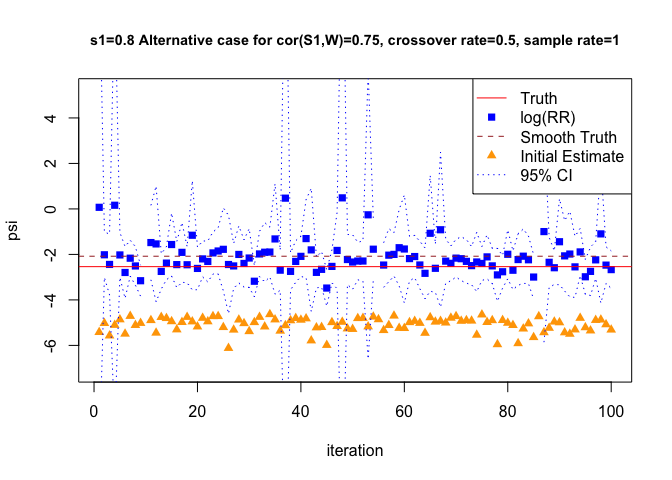 s1=0.8 Alternative case for cor(S1,W)=0.75, crossover rate=0.5, sample rate=1
Truth
log(RR)
Smooth Truth
Initial Estimate
95% CI
psi
4
2
0
-2
-4
-6
0 20 40 60 80 100
iteration